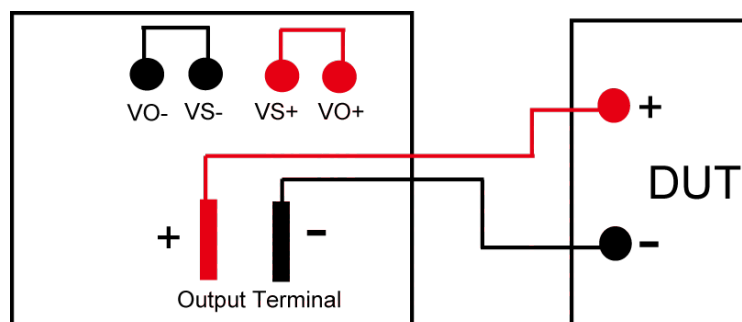 VO- VS- VS+ VO+
+
DUT
-
+ -
Output Terminal